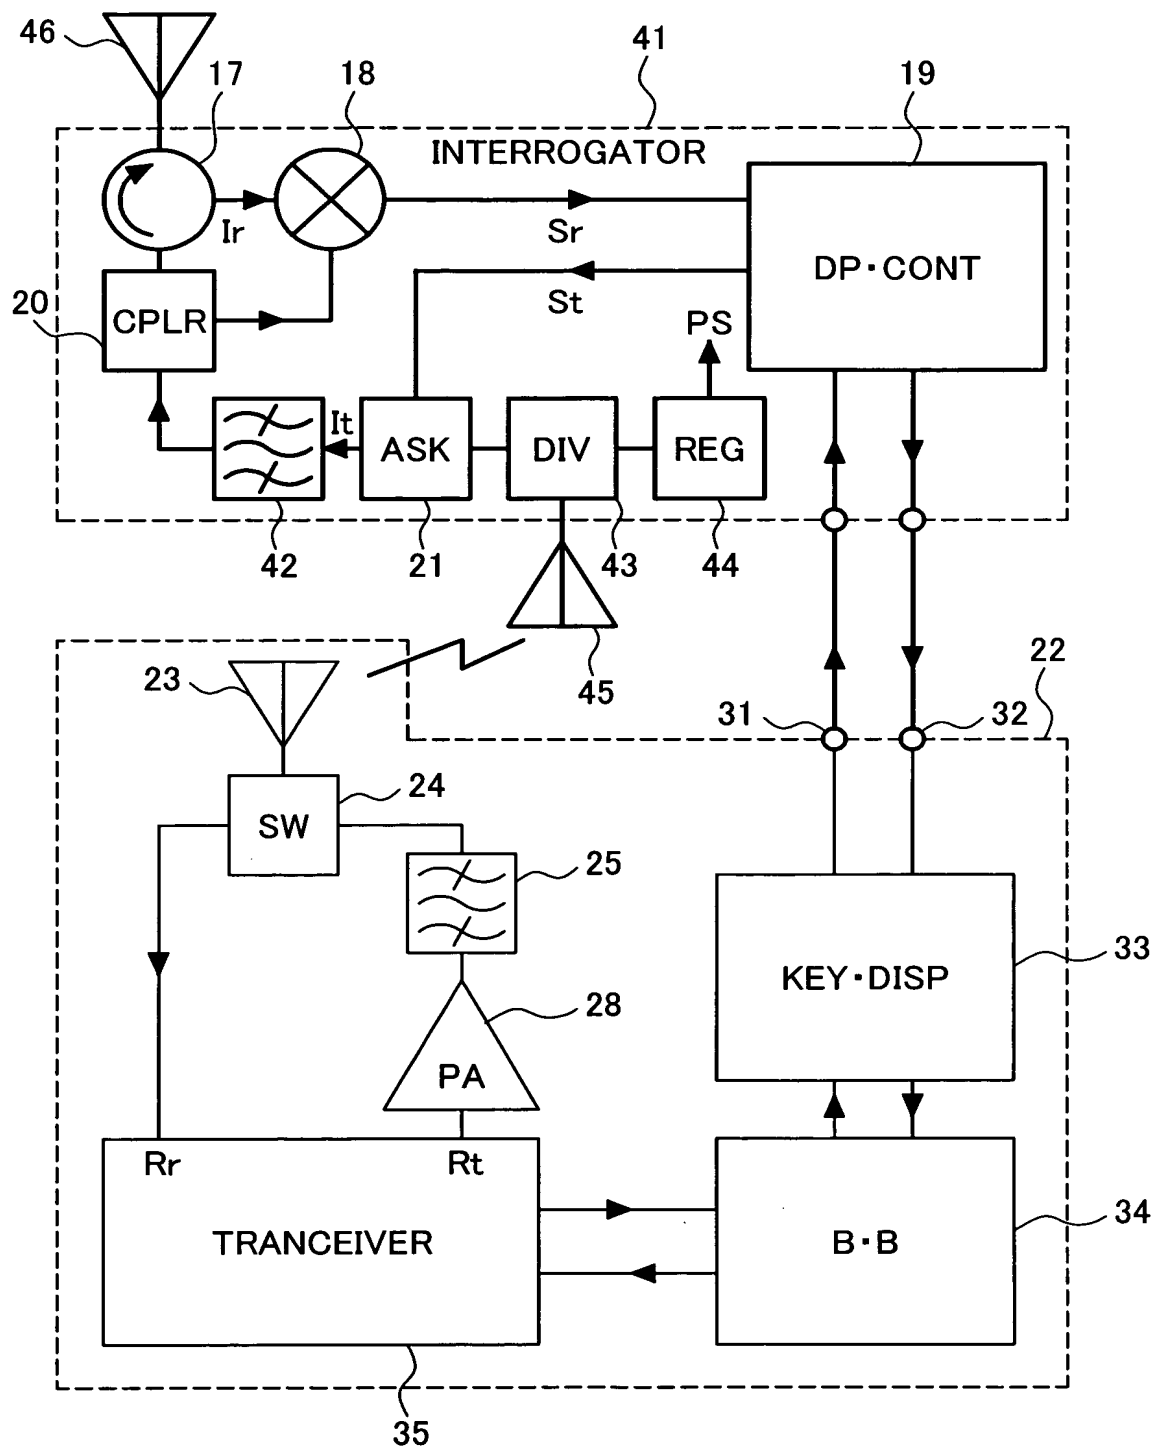 46
17
18
41
19
INTERROGATOR
Ir
Sr
DP・CONT
St
20
CPLR
PS
It
ASK
DIV
REG
42
21
43
44
45
22
23
31
32
24
SW
25
33
KEY・DISP
28
PA
Rr
Rt
34
TRANCEIVER
B・B
35